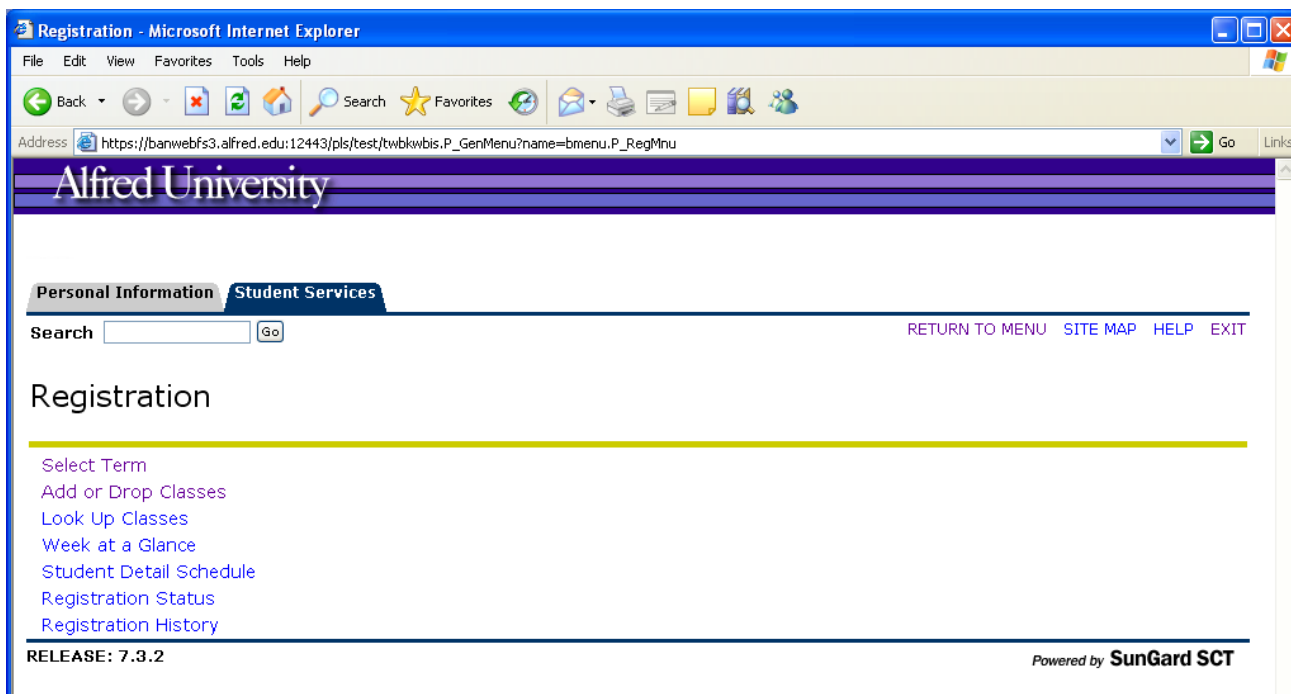 Registration - Microsoft Internet Explorer
File Edit View Favorites Tools Help
Back Search Favorites
Address https://banwebfs3.alfred.edu:12443/pls/test/twbkwbis.P_GenMenu?name=bmenu.P_RegMnu Go Links
Alfred University
Personal Information Student Services
Search Go RETURN TO MENU SITE MAP HELP EXIT
Registration
Select Term
Add or Drop Classes
Look Up Classes
Week at a Glance
Student Detail Schedule
Registration Status
Registration History
RELEASE: 7.3.2 Powered by SunGard SCT